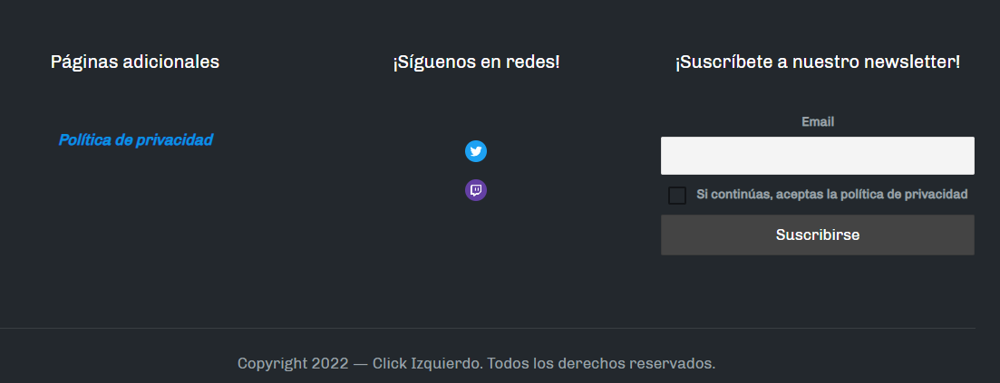 Páginas adicionales
Política de privacidad
¡Síguenos en redes!
¡Suscríbete a nuestro newsletter!
Email
Si continúas, aceptas la política de privacidad
Suscribirse
Copyright 2022 — Click Izquierdo. Todos los derechos reservados.